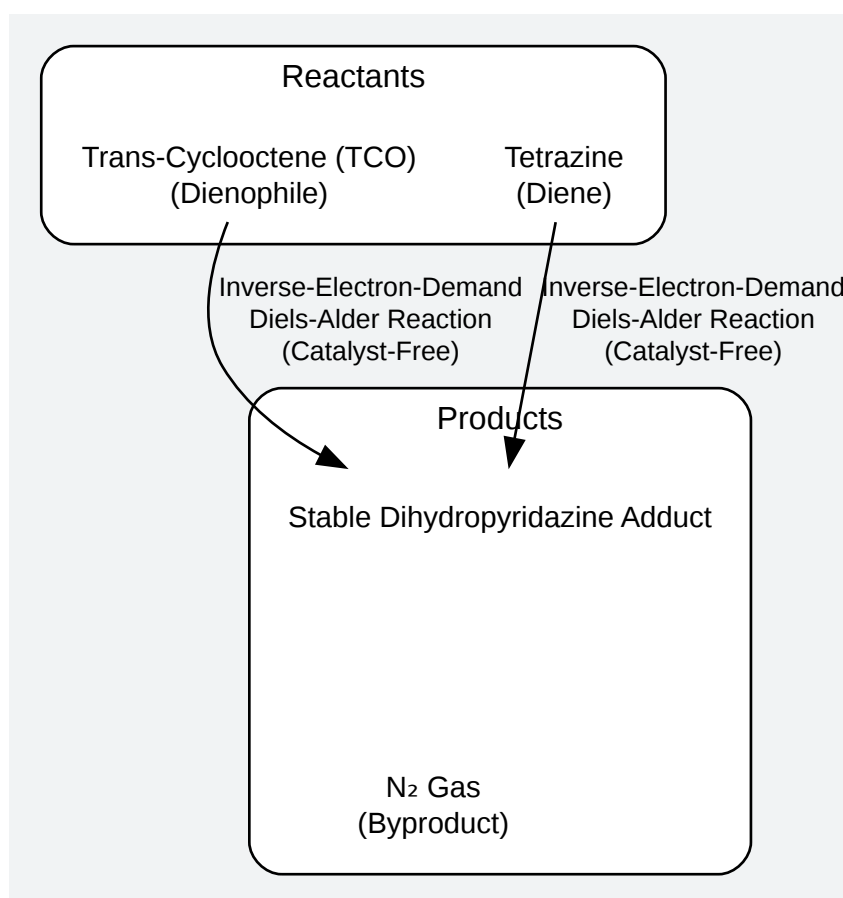 Reactants
Trans-Cyclooctene (TCO)
(Dienophile)
Tetrazine
(Diene)
Inverse-Electron-Demand
Diels-Alder Reaction
(Catalyst-Free)
Inverse-Electron-Demand
Diels-Alder Reaction
(Catalyst-Free)
Products
Stable Dihydropyridazine Adduct
N₂ Gas
(Byproduct)